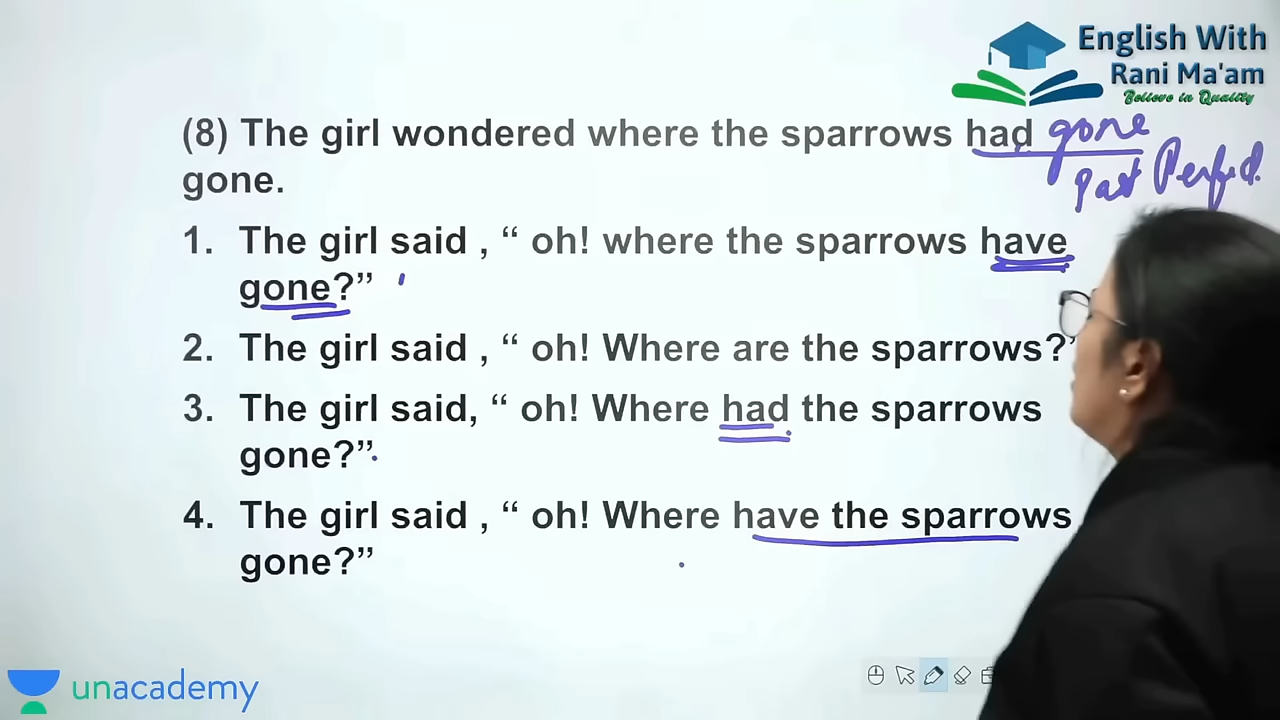 English With
Rani Ma'am
Believe in Quality
(8) The girl wondered where the sparrows had gone
gone.
Past Perfect
1. The girl said , “ oh! where the sparrows have
gone?”
2. The girl said , “ oh! Where are the sparrows?”
3. The girl said, “ oh! Where had the sparrows
gone?”
4. The girl said , “ oh! Where have the sparrows
gone?”
unacademy